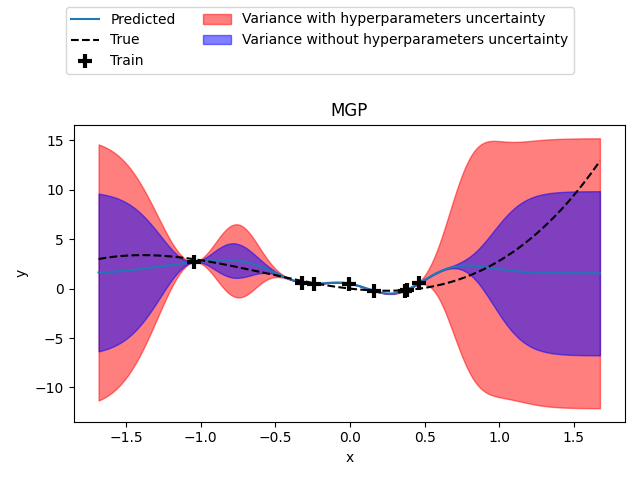 Predicted
True
Train
Variance with hyperparameters uncertainty
Variance without hyperparameters uncertainty
MGP
y
15
10
5
0
−5
−10
−1.5 −1.0 −0.5 0.0 0.5 1.0 1.5
x